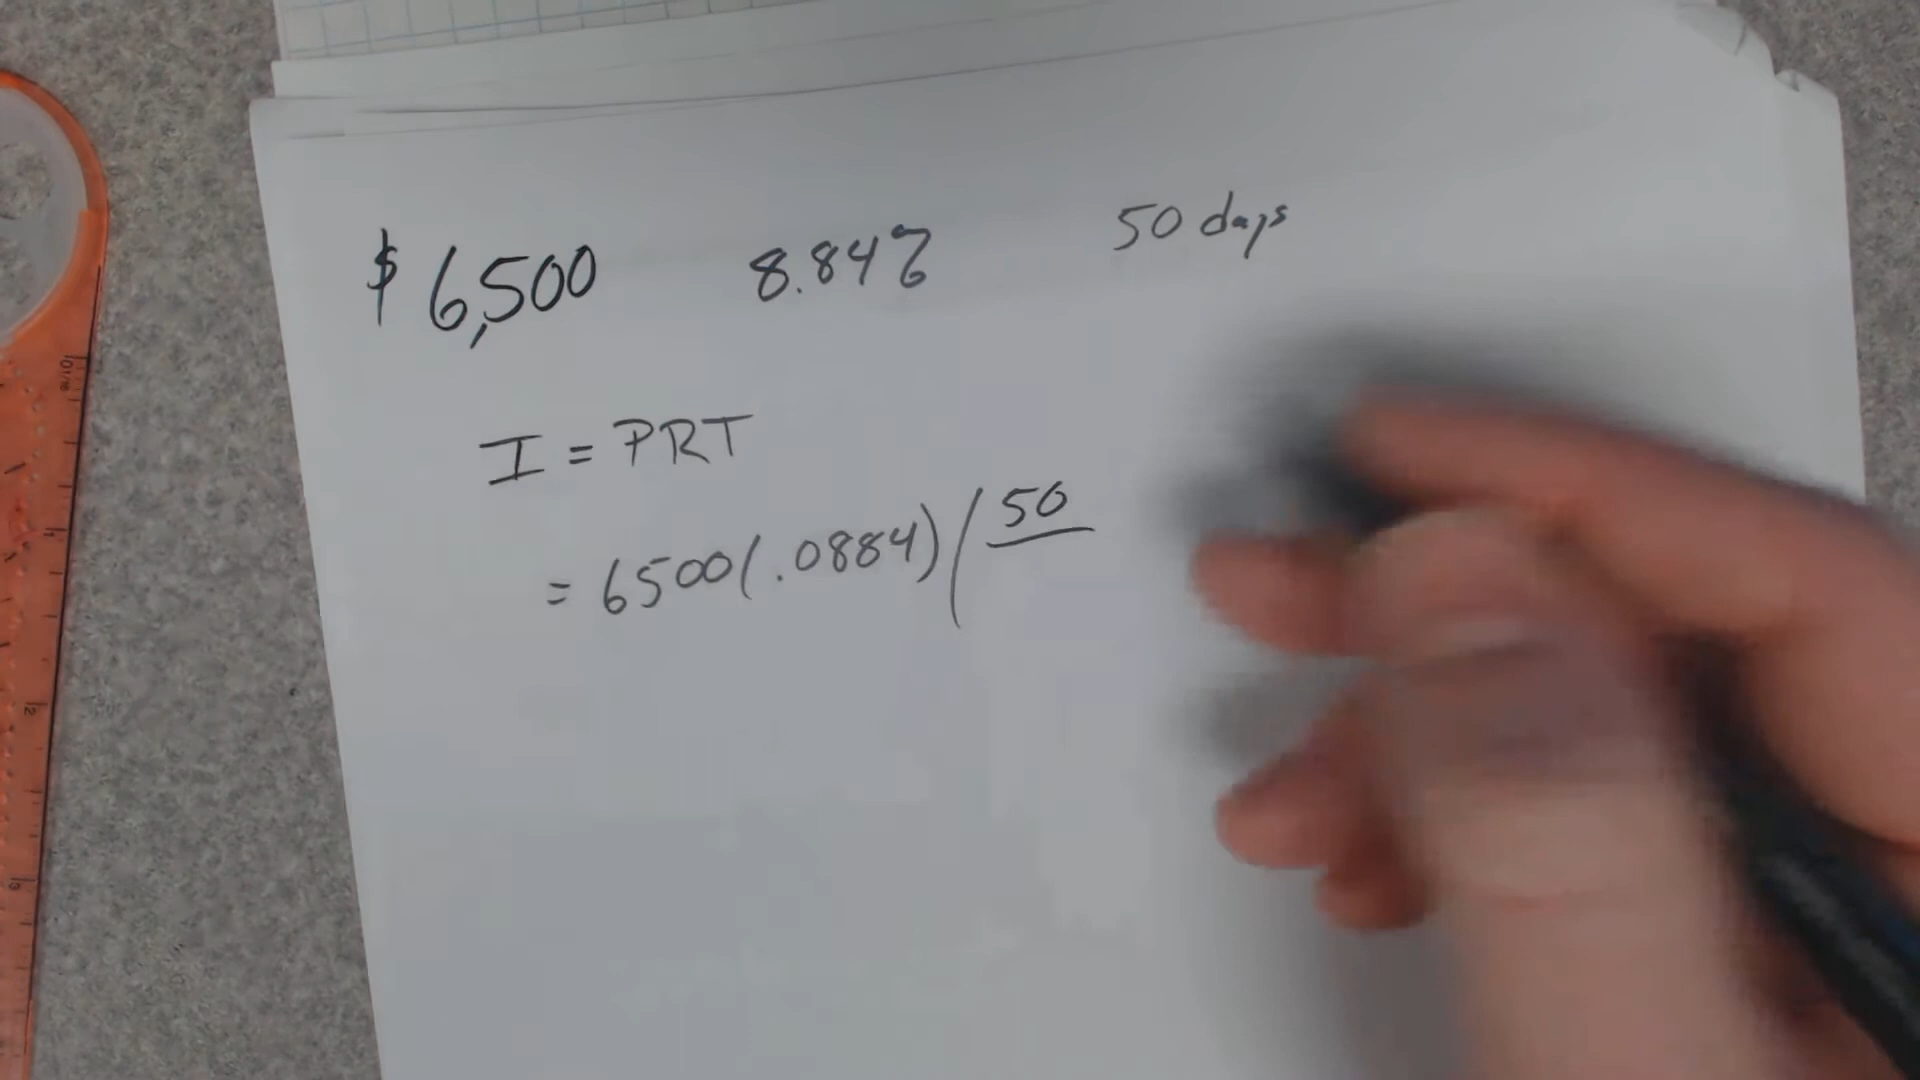 $6,500 8.84% 50 days
I = PRT
= 6500(.0884)(50